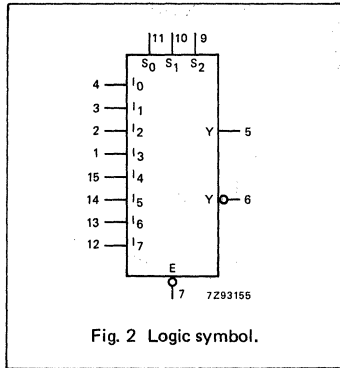 11 10 9
S0 S1 S2
4 I0
3 I1
2 I2 Y 5
1 I3
15 I4
14 I5 Y 6
13 I6
12 I7
E
7 7Z93155
Fig. 2 Logic symbol.